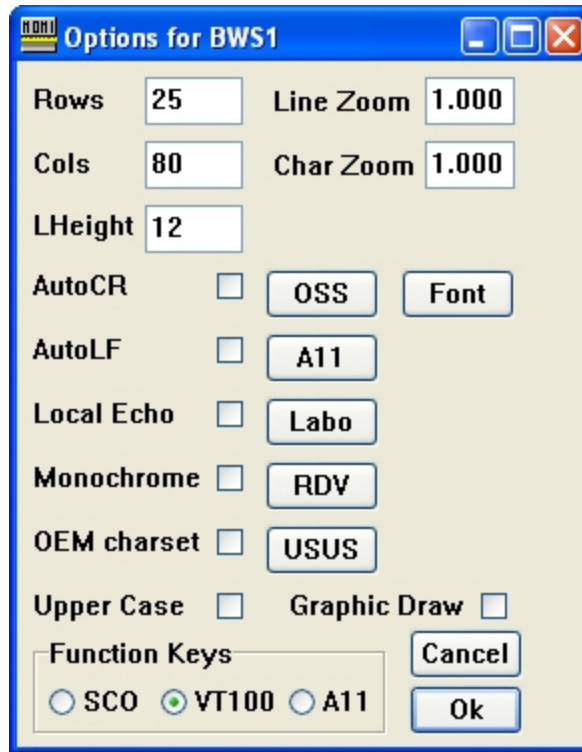 HOMI
Options for BWS1
Rows 25 Line Zoom 1.000
Cols 80 Char Zoom 1.000
LHeight 12
AutoCR OSS Font
AutoLF A11
Local Echo Labo
Monochrome RDV
OEM charset USUS
Upper Case Graphic Draw
Function Keys Cancel
SCO VT100 A11 Ok